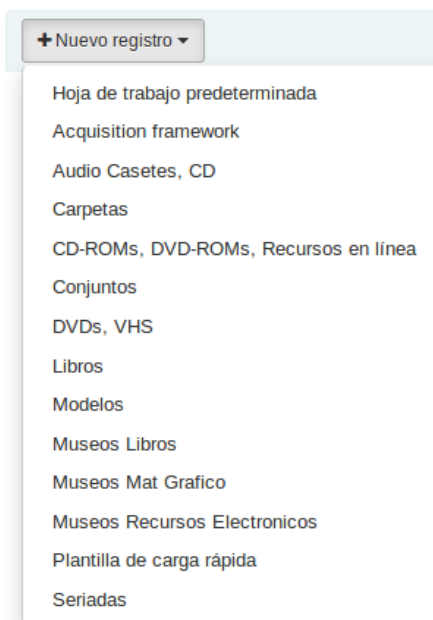 + Nuevo registro
Hoja de trabajo predeterminada
Acquisition framework
Audio Casetes, CD
Carpetas
CD-ROMs, DVD-ROMs, Recursos en línea
Conjuntos
DVDs, VHS
Libros
Modelos
Museos Libros
Museos Mat Grafico
Museos Recursos Electronicos
Plantilla de carga rápida
Seriadas